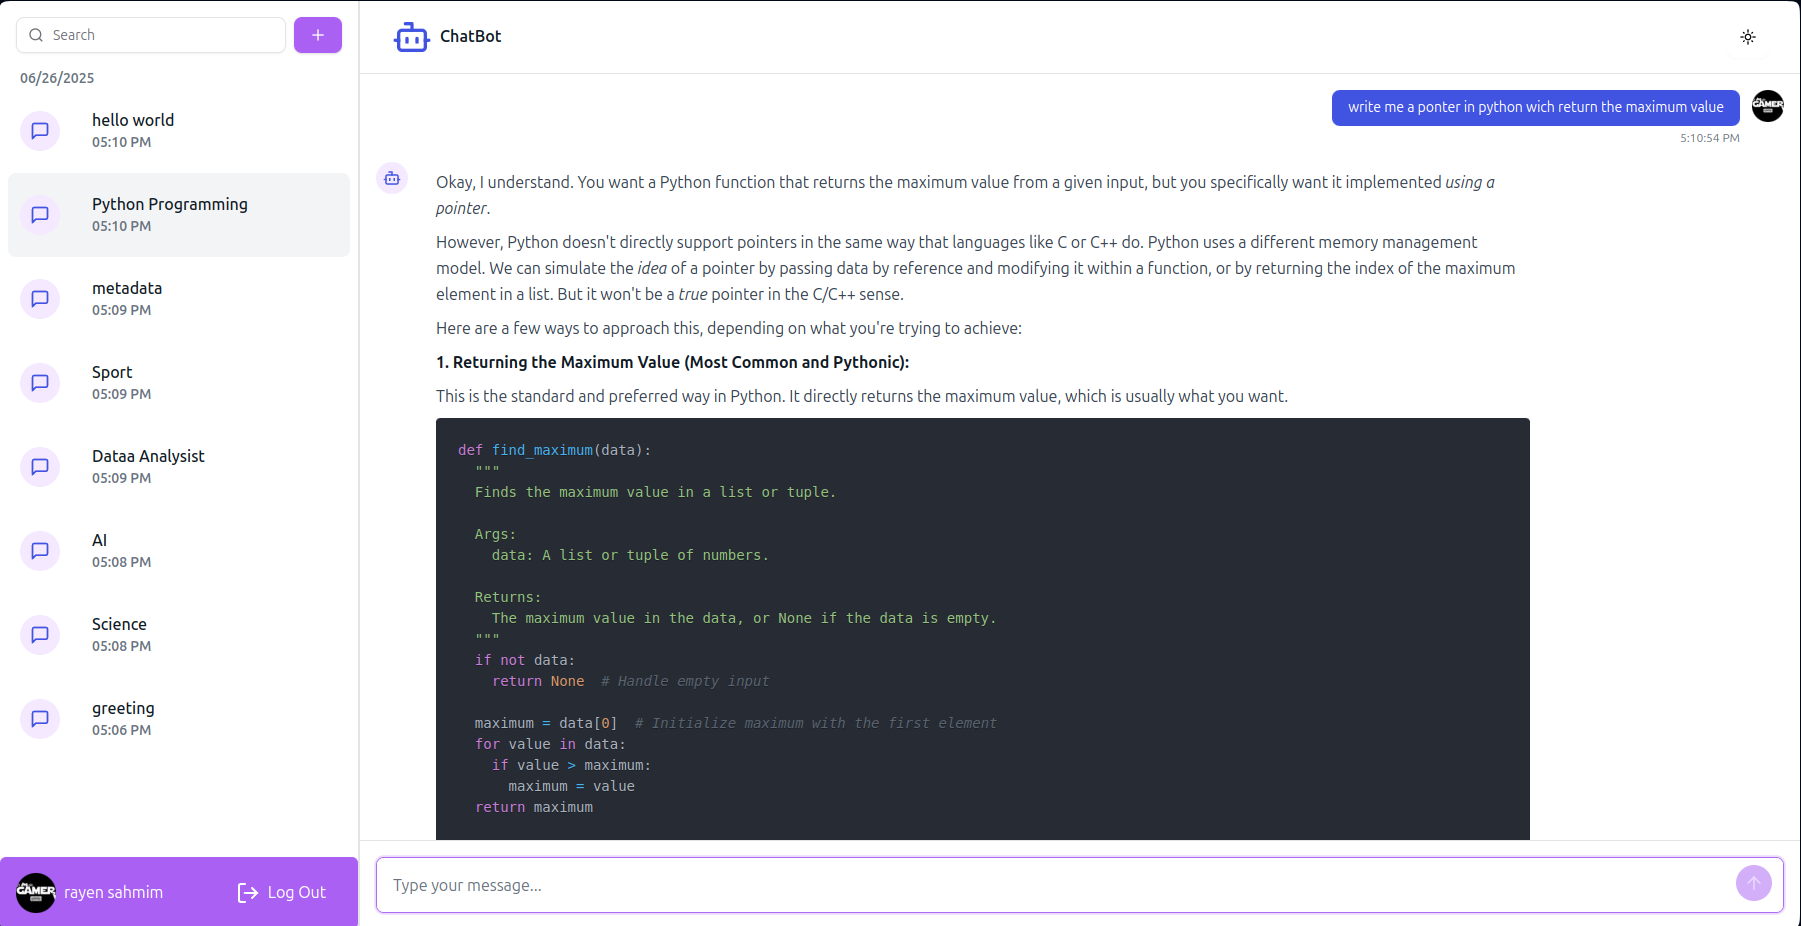 Search
06/26/2025
hello world
05:10 PM
Python Programming
05:10 PM
metadata
05:09 PM
Sport
05:09 PM
Dataa Analysist
05:09 PM
AI
05:08 PM
Science
05:08 PM
greeting
05:06 PM
GAMER
rayen sahmim
Log Out
ChatBot
write me a ponter in python wich return the maximum value
GAMER
5:10:54 PM
Okay, I understand. You want a Python function that returns the maximum value from a given input, but you specifically want it implemented using a
pointer.
However, Python doesn't directly support pointers in the same way that languages like C or C++ do. Python uses a different memory management
model. We can simulate the idea of a pointer by passing data by reference and modifying it within a function, or by returning the index of the maximum
element in a list. But it won't be a true pointer in the C/C++ sense.
Here are a few ways to approach this, depending on what you're trying to achieve:
1. Returning the Maximum Value (Most Common and Pythonic):
This is the standard and preferred way in Python. It directly returns the maximum value, which is usually what you want.
def find_maximum(data):
"""
Finds the maximum value in a list or tuple.
Args:
data: A list or tuple of numbers.
Returns:
The maximum value in the data, or None if the data is empty.
"""
if not data:
return None # Handle empty input
maximum = data[0] # Initialize maximum with the first element
for value in data:
if value > maximum:
maximum = value
return maximum
Type your message...